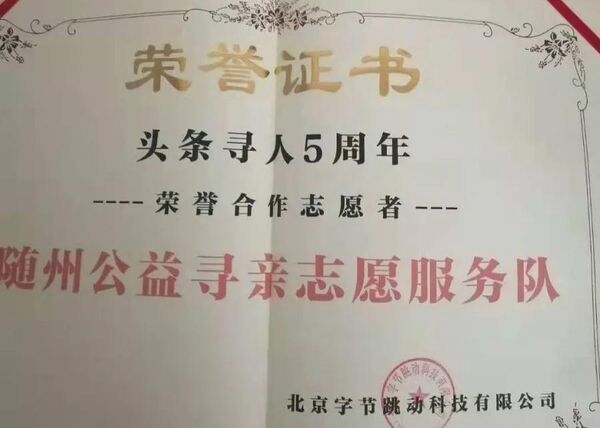 荣誉证书
头条寻人5周年
----荣誉合作志愿者---
随州公益寻亲志愿服务队
北京字节跳动科技有限公司